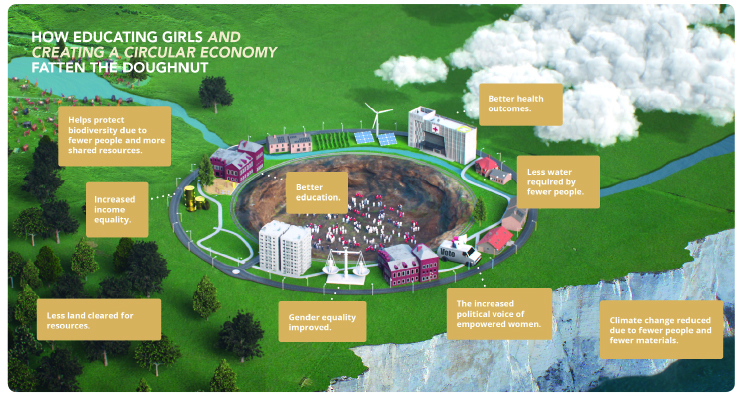 HOW EDUCATING GIRLS AND
CREATING A CIRCULAR ECONOMY
FATTEN THE DOUGHNUT
Better health
outcomes.
Helps protect
biodiversity due to
fewer people and more
shared resources.
Less water
required by
fewer people.
Better
education.
Increased
income
equality.
Vote
Less land cleared for
resources.
Gender equality
improved.
The increased
political voice of
empowered women.
Climate change reduced
due to fewer people and
fewer materials.